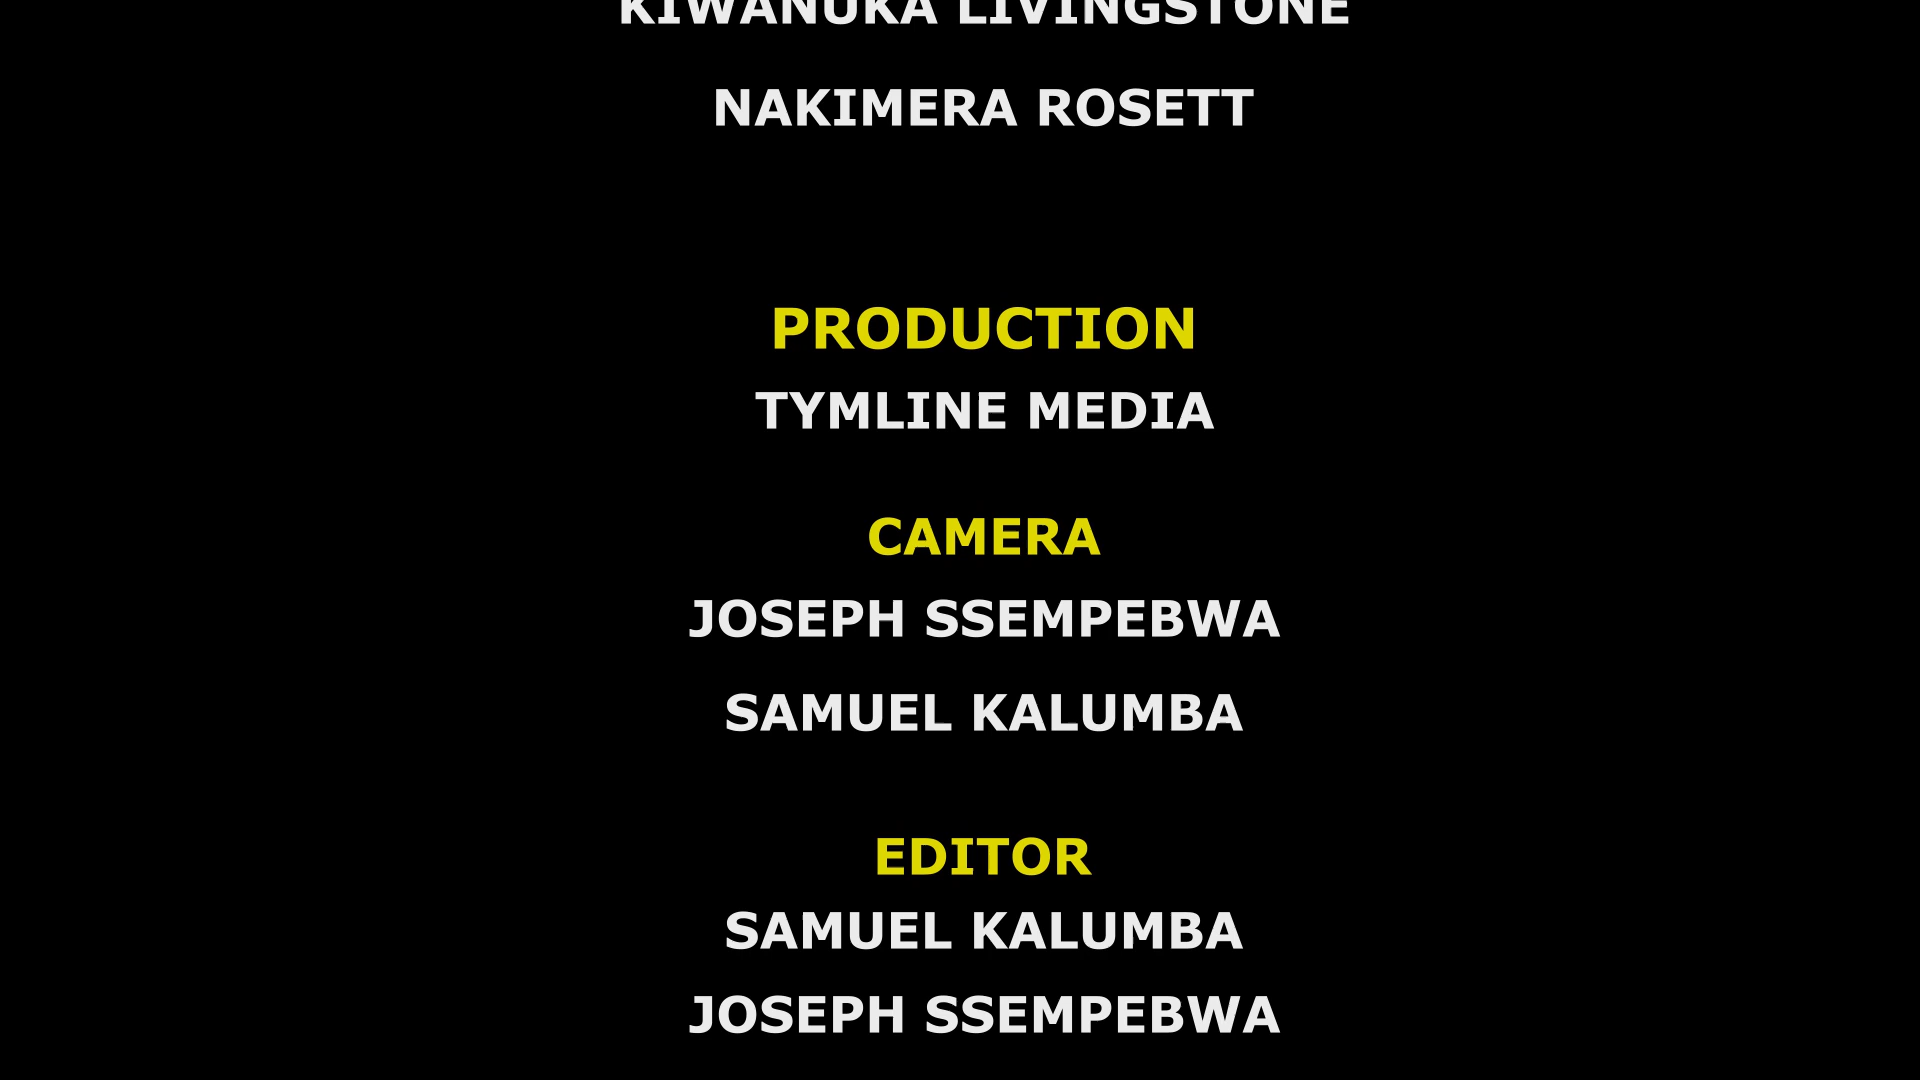 KIWANUKA LIVINGSTONE
NAKIMERA ROSETT
PRODUCTION
TYMLINE MEDIA
CAMERA
JOSEPH SSEMPEBWA
SAMUEL KALUMBA
EDITOR
SAMUEL KALUMBA
JOSEPH SSEMPEBWA